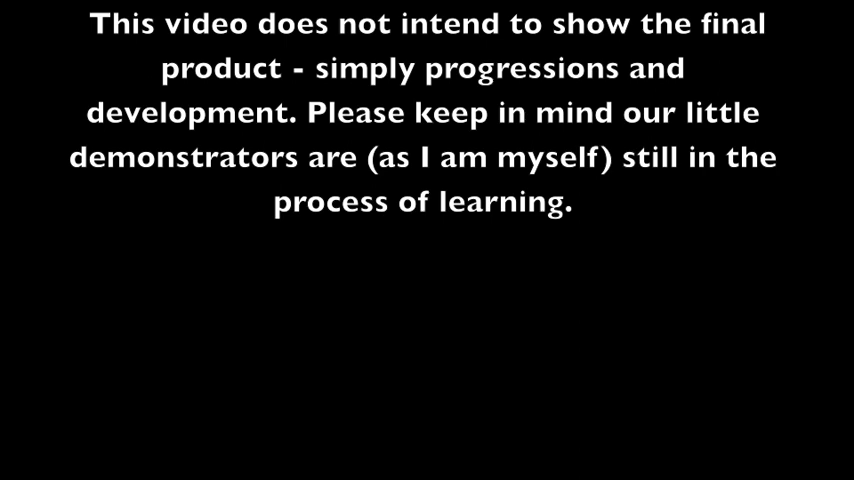 This video does not intend to show the final
product - simply progressions and
development. Please keep in mind our little
demonstrators are (as I am myself) still in the
process of learning.